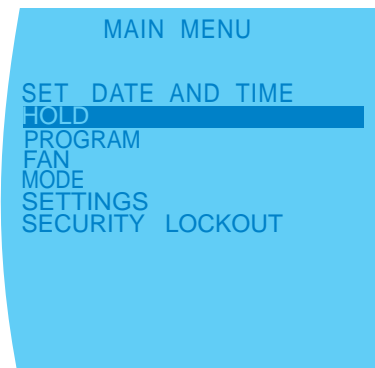 MAIN MENU
SET DATE AND TIME
HOLD
PROGRAM
FAN
MODE
SETTINGS
SECURITY LOCKOUT